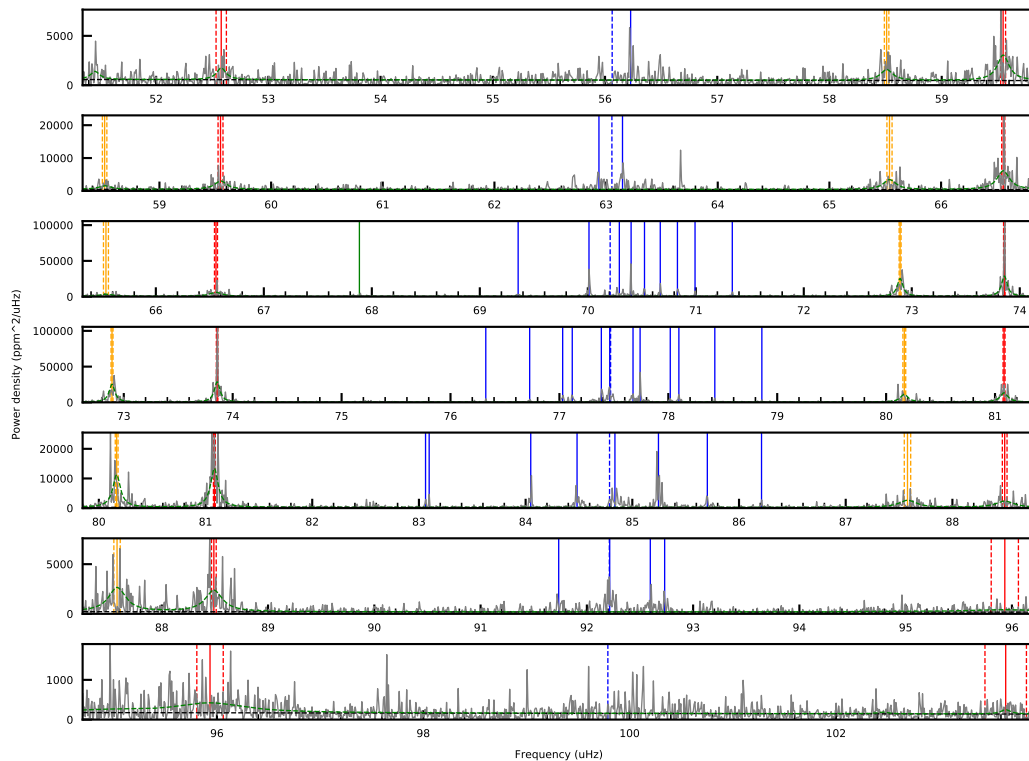 5000
0
52 53 54 55 56 57 58 59
20000
10000
0
59 60 61 62 63 64 65 66
100000
50000
0
66 67 68 69 70 71 72 73 74
Power density (ppm^2/uHz)
100000
50000
0
73 74 75 76 77 78 79 80 81
20000
10000
0
80 81 82 83 84 85 86 87 88
5000
0
88 89 90 91 92 93 94 95 96
1000
0
96 98 100 102
Frequency (uHz)